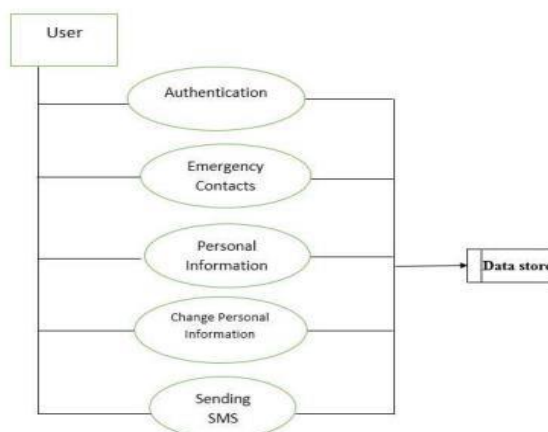 User
Authentication
Emergency
Contacts
Personal
Information
Data store
Change Personal
Information
Sending
SMS